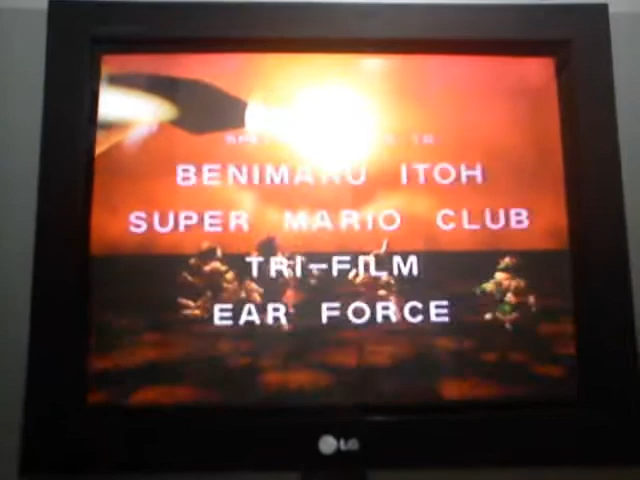 BENIMARU ITOH
SUPER MARIO CLUB
TRI-FILM
EAR FORCE
LG